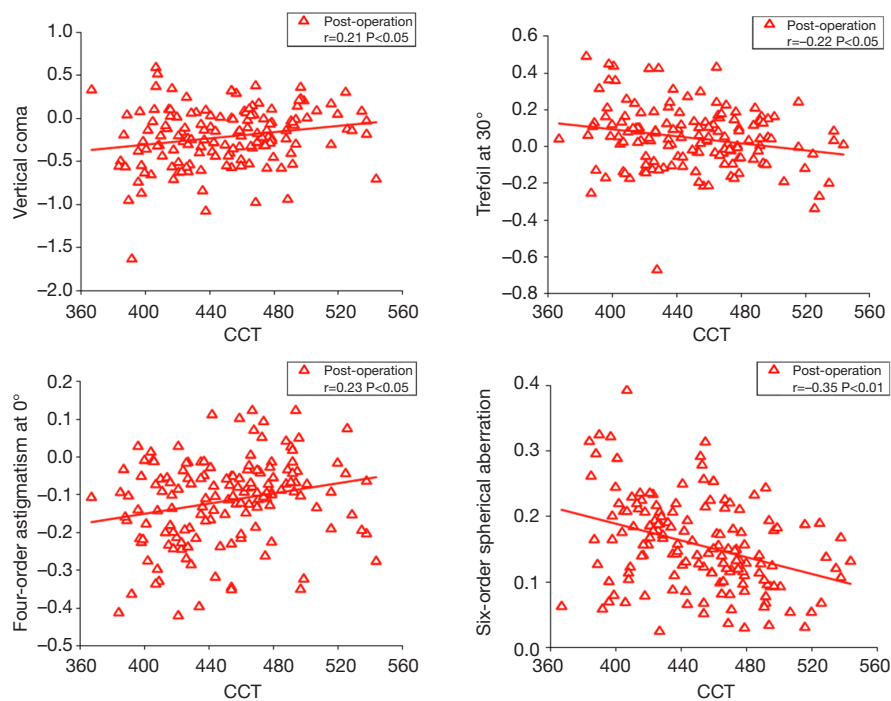 Post-operation
r=0.21 P<0.05
1.0
0.5
0.0
−0.5
−1.0
−1.5
−2.0
Vertical coma
360 400 440 480 520 560
CCT
Post-operation
r=−0.22 P<0.05
0.6
0.4
0.2
0.0
−0.2
−0.4
−0.6
−0.8
Trefoil at 30°
360 400 440 480 520 560
CCT
Post-operation
r=0.23 P<0.05
0.2
0.1
0.0
−0.1
−0.2
−0.3
−0.4
−0.5
Four-order astigmatism at 0°
360 400 440 480 520 560
CCT
Post-operation
r=−0.35 P<0.01
0.4
0.3
0.2
0.1
0.0
Six-order spherical aberration
360 400 440 480 520 560
CCT